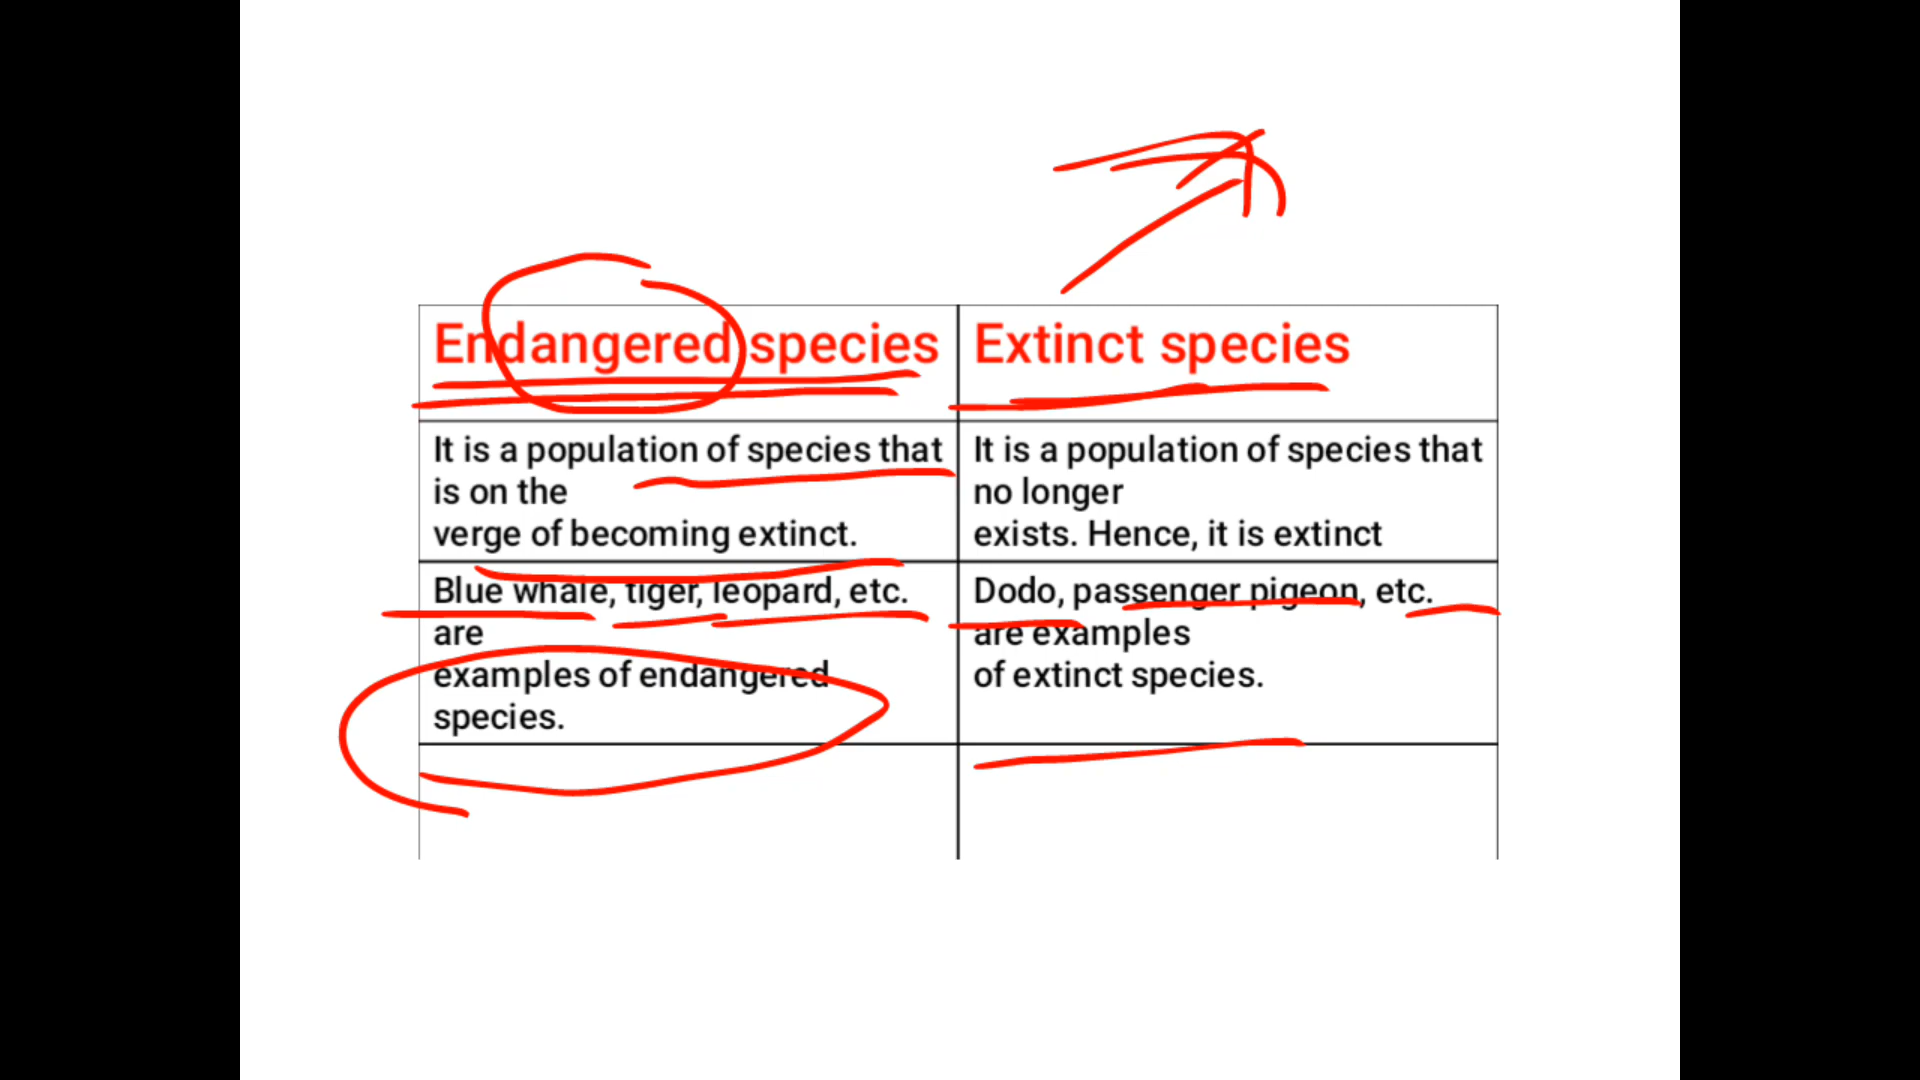 Endangered species
Extinct species
It is a population of species that
is on the
verge of becoming extinct.
It is a population of species that
no longer
exists. Hence, it is extinct
Blue whale, tiger, leopard, etc.
are
examples of endangered
species.
Dodo, passenger pigeon, etc.
are examples
of extinct species.